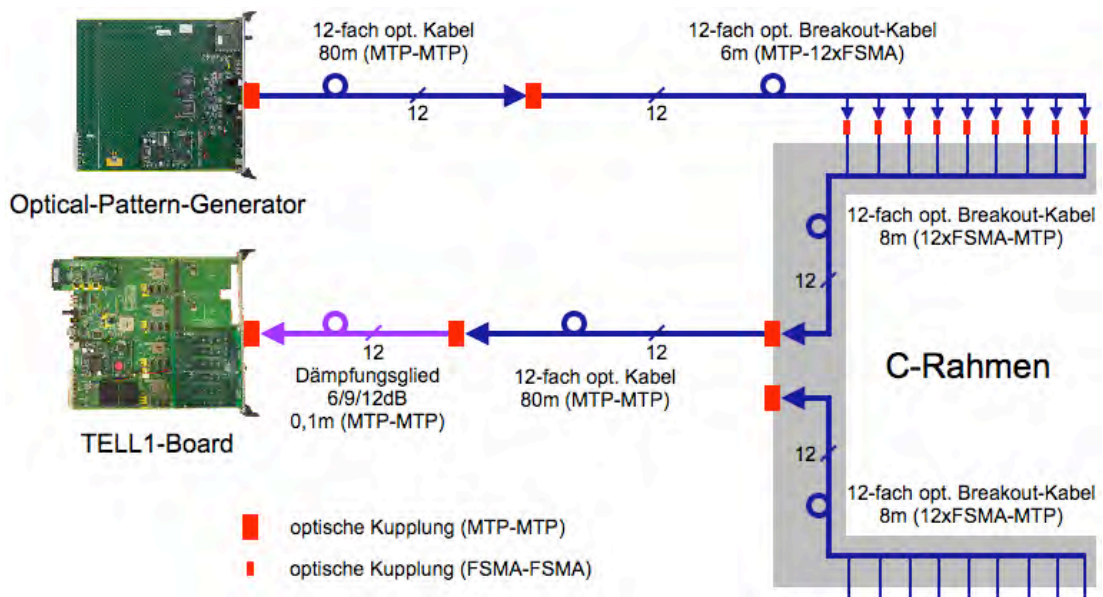 12-fach opt. Kabel
80m (MTP-MTP)
12
12-fach opt. Breakout-Kabel
6m (MTP-12xFSMA)
12
Optical-Pattern-Generator
12-fach opt. Breakout-Kabel
8m (12xFSMA-MTP)
12
12
Dämpfungsglied
6/9/12dB
0,1m (MTP-MTP)
12
12-fach opt. Kabel
80m (MTP-MTP)
C-Rahmen
TELL1-Board
12
12-fach opt. Breakout-Kabel
8m (12xFSMA-MTP)
optische Kupplung (MTP-MTP)
optische Kupplung (FSMA-FSMA)